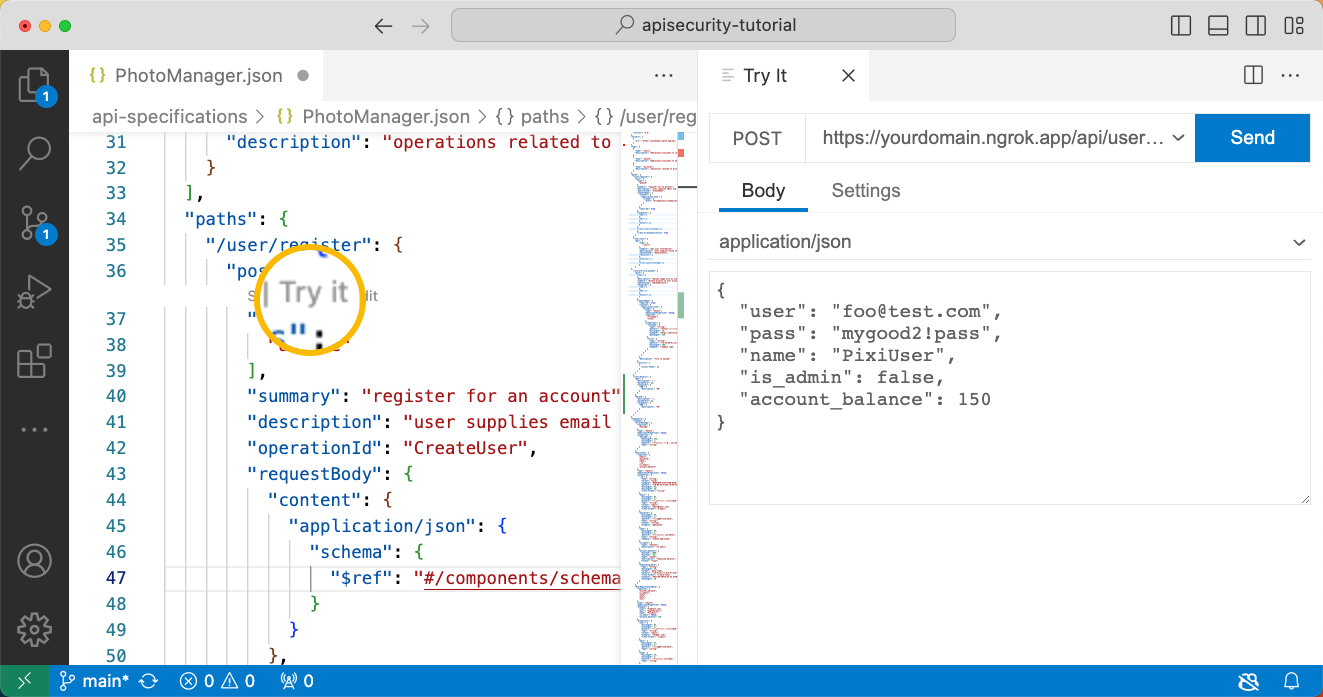 apisecurity-tutorial
{} PhotoManager.json
Try It
api-specifications > {} PhotoManager.json > {} paths > {} /user/reg
31 "description": "operations related to
32 }
33 ],
34 "paths": {
35 "/user/register": {
36 "pos
| Try it
37
38
39 ],
40 "summary": "register for an account"
41 "description": "user supplies email
42 "operationId": "CreateUser",
43 "requestBody": {
44 "content": {
45 "application/json": {
46 "schema": {
47 "$ref": "#/components/schema
48 }
49 }
50 },
POST
https://yourdomain.ngrok.app/api/user...
Send
Body
Settings
application/json
{
"user": "foo@test.com",
"pass": "mygood2!pass",
"name": "PixiUser",
"is_admin": false,
"account_balance": 150
}
1
1
main* 0 0 0